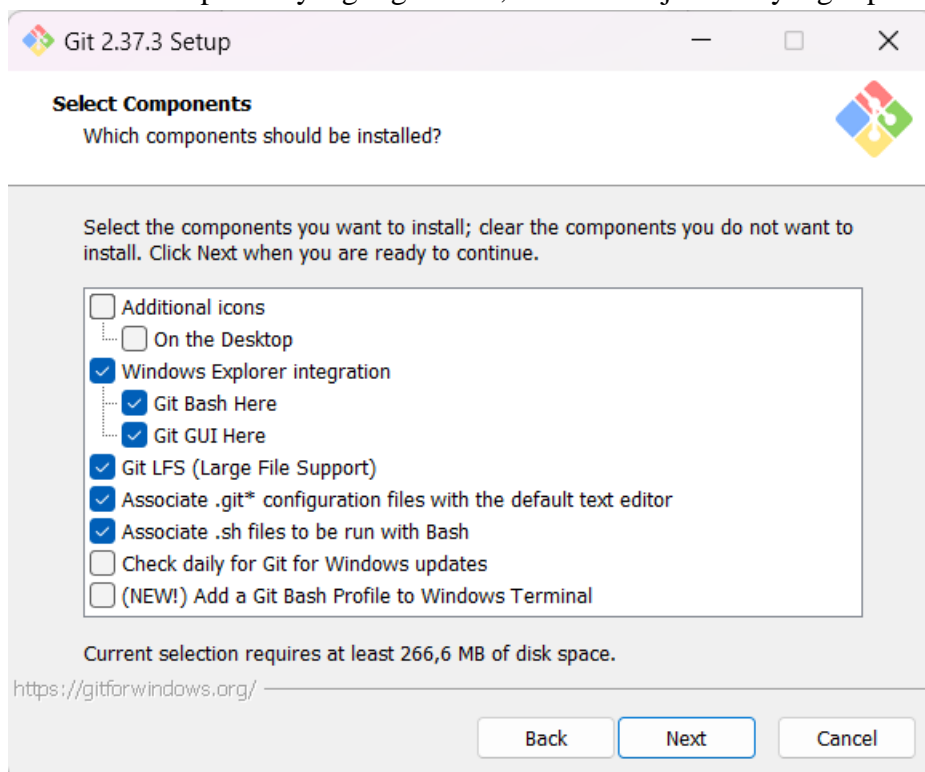 Git 2.37.3 Setup
Select Components
Which components should be installed?
Select the components you want to install; clear the components you do not want to
install. Click Next when you are ready to continue.
Additional icons
On the Desktop
Windows Explorer integration
Git Bash Here
Git GUI Here
Git LFS (Large File Support)
Associate .git* configuration files with the default text editor
Associate .sh files to be run with Bash
Check daily for Git for Windows updates
(NEW!) Add a Git Bash Profile to Windows Terminal
Current selection requires at least 266,6 MB of disk space.
https://gitforwindows.org/
Back Next Cancel